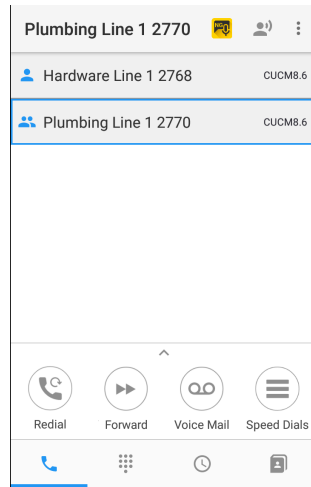 Plumbing Line 1 2770
NG
Hardware Line 1 2768 CUCM8.6
Plumbing Line 1 2770 CUCM8.6
Redial Forward Voice Mail Speed Dials